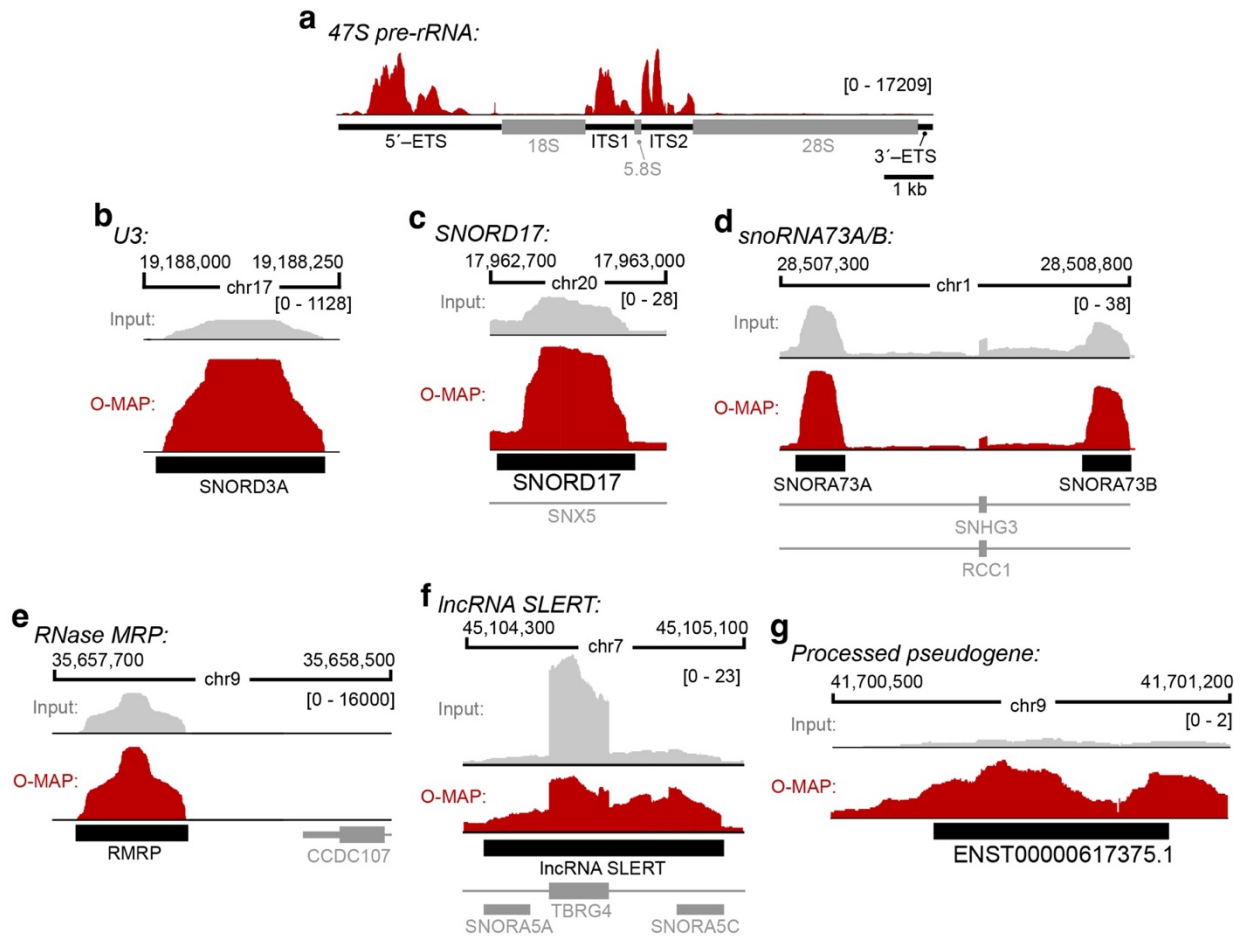 a
47S pre-rRNA:
[0 - 17209]
5´–ETS
18S
ITS1
5.8S
ITS2
28S
3´–ETS
1 kb
b
U3:
19,188,000 19,188,250
chr17
[0 - 1128]
Input:
O-MAP:
SNORD3A
c
SNORD17:
17,962,700 17,963,000
chr20
[0 - 28]
Input:
O-MAP:
SNORD17
SNX5
d
snoRNA73A/B:
28,507,300 28,508,800
chr1
[0 - 38]
Input:
O-MAP:
SNORA73A SNORA73B
SNHG3
RCC1
e
RNase MRP:
35,657,700 35,658,500
chr9
[0 - 16000]
Input:
O-MAP:
RMRP
CCDC107
f
lncRNA SLERT:
45,104,300 45,105,100
chr7
[0 - 23]
Input:
O-MAP:
lncRNA SLERT
TBRG4
SNORA5A SNORA5C
g
Processed pseudogene:
41,700,500 41,701,200
chr9
[0 - 2]
Input:
O-MAP:
ENST00000617375.1